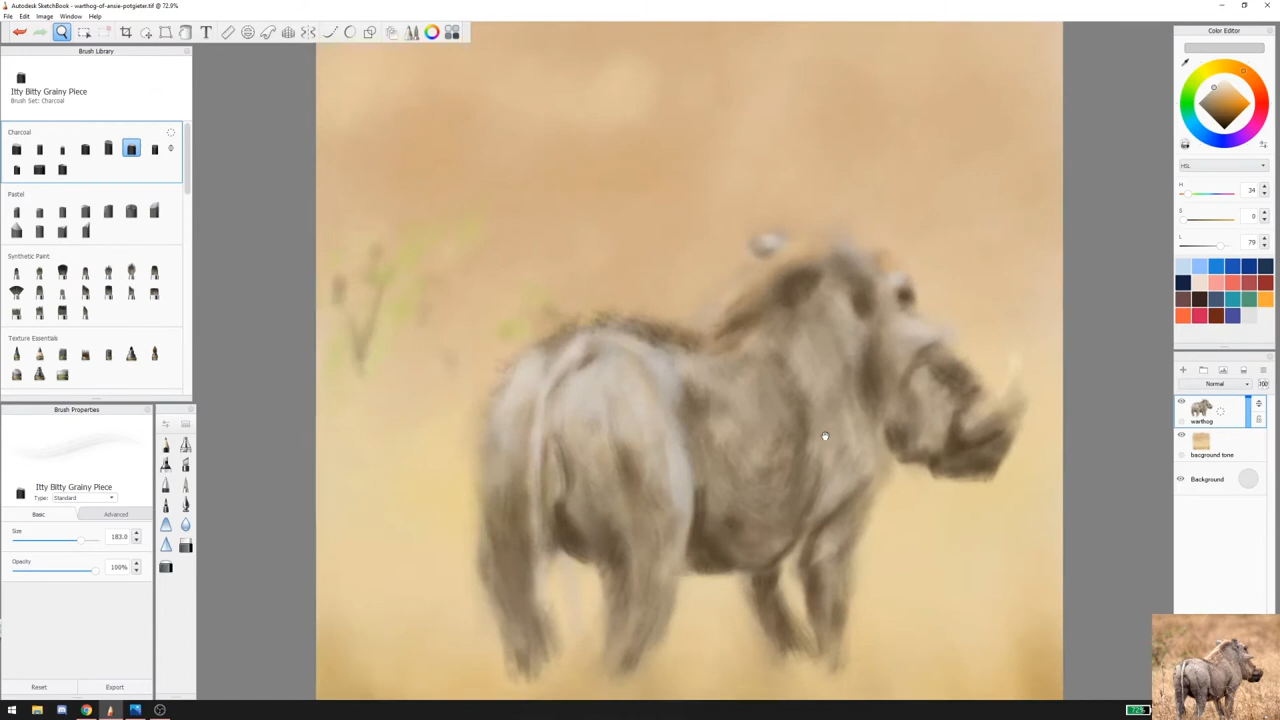 Autodesk SketchBook - warthog-of-ansie-potgieter.tif @ 72.9%
File Edit Image Window Help
T
Brush Library
Itty Bitty Grainy Piece
Brush Set: Charcoal
Charcoal
Pastel
Synthetic Paint
Texture Essentials
Brush Properties
Itty Bitty Grainy Piece
Type: Standard
Basic Advanced
Size
183.0
Opacity
100%
Reset Export
Color Editor
HSL
H 34
S 0
L 79
Normal 100
warthog
bacground tone
Background
72%